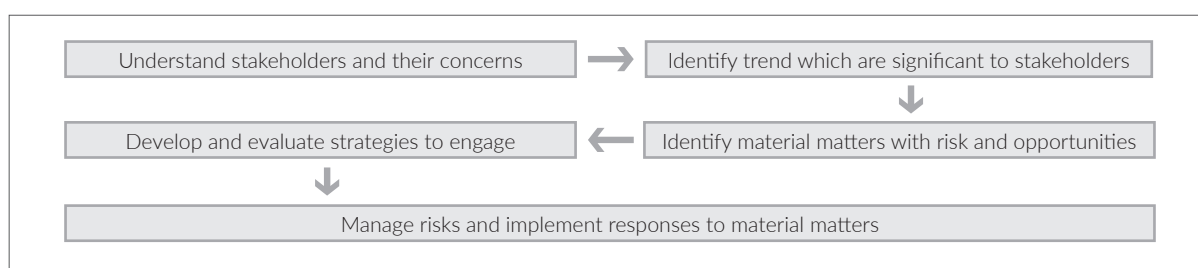 Understand stakeholders and their concerns
Identify trend which are significant to stakeholders
Identify material matters with risk and opportunities
Develop and evaluate strategies to engage
Manage risks and implement responses to material matters